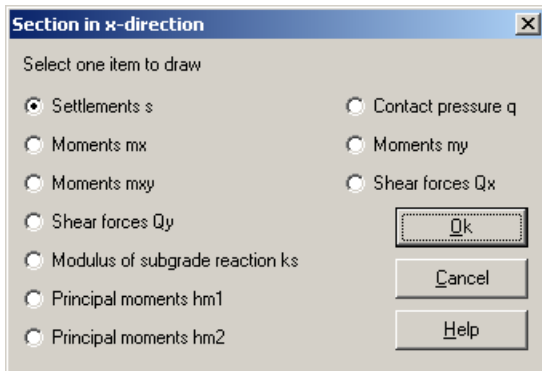 Section in x-direction
Select one item to draw
Settlements s
Contact pressure q
Moments mx
Moments my
Moments mxy
Shear forces Qx
Shear forces Qy
Ok
Modulus of subgrade reaction ks
Cancel
Principal moments hm1
Principal moments hm2
Help